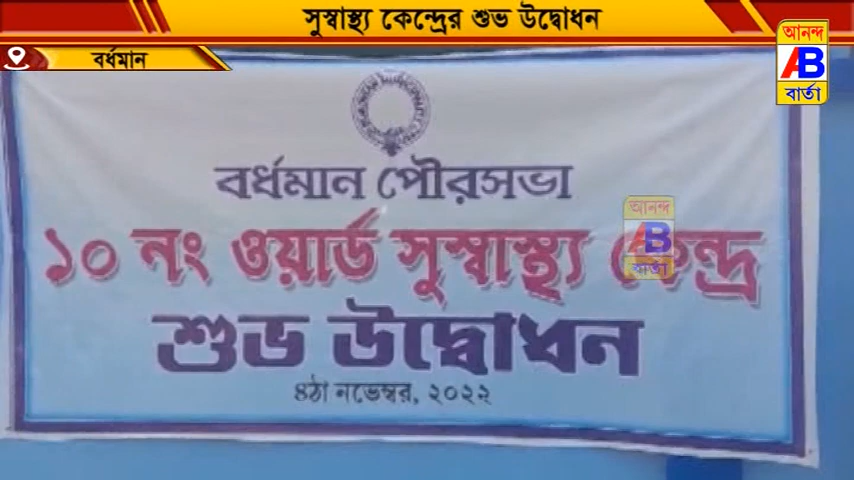 সুস্বাস্থ্য কেন্দ্রের শুভ উদ্বোধন
বর্ধমান
আনন্দ
AB
বার্তা
বর্ধমান পৌরসভা
১০ নং ওয়ার্ড সুস্বাস্থ্য কেন্দ্র
আনন্দ
AB
বার্তা
শুভ উদ্বোধন
৪ঠা নভেম্বর, ২০২২